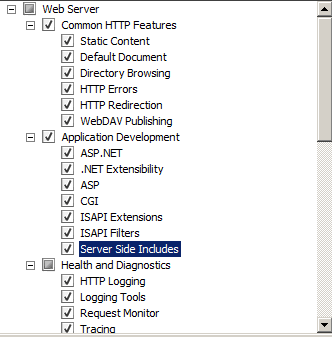 Web Server
Common HTTP Features
Static Content
Default Document
Directory Browsing
HTTP Errors
HTTP Redirection
WebDAV Publishing
Application Development
ASP.NET
.NET Extensibility
ASP
CGI
ISAPI Extensions
ISAPI Filters
Server Side Includes
Health and Diagnostics
HTTP Logging
Logging Tools
Request Monitor
Tracing